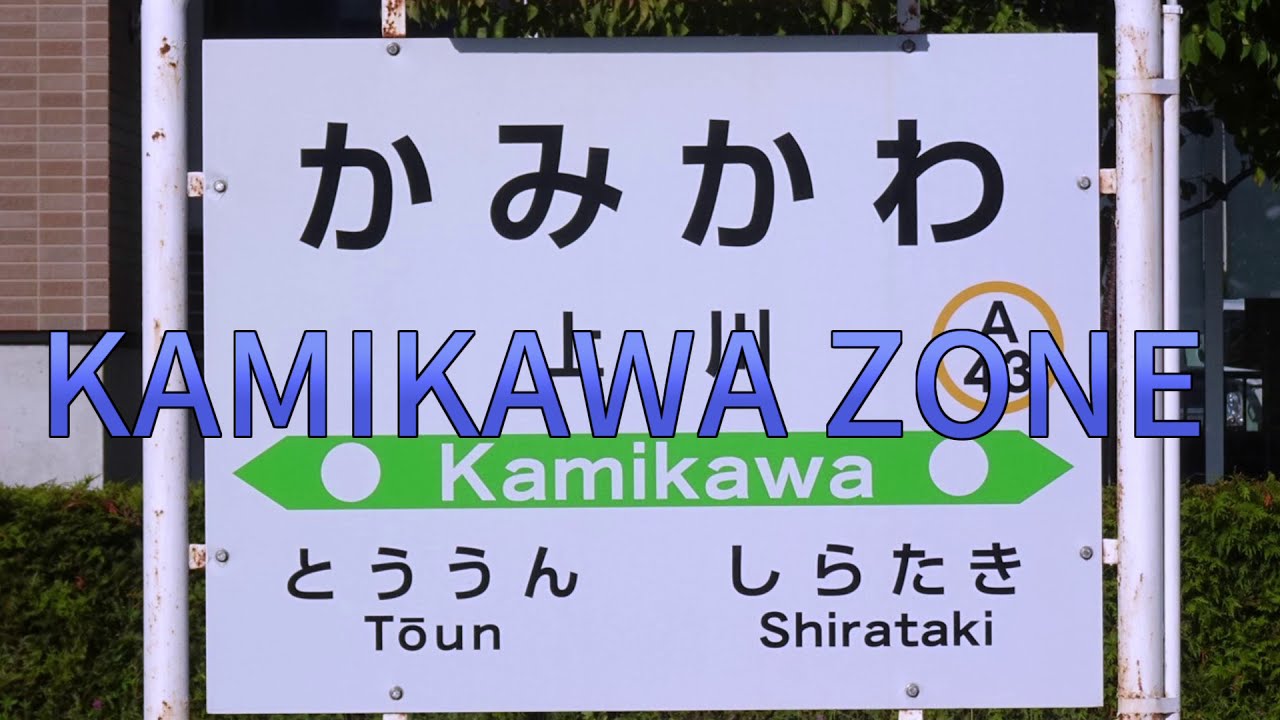 かみかわ
上川
A
43
KAMIKAWA ZONE
Kamikawa
とううん しらたき
Tōun Shirataki